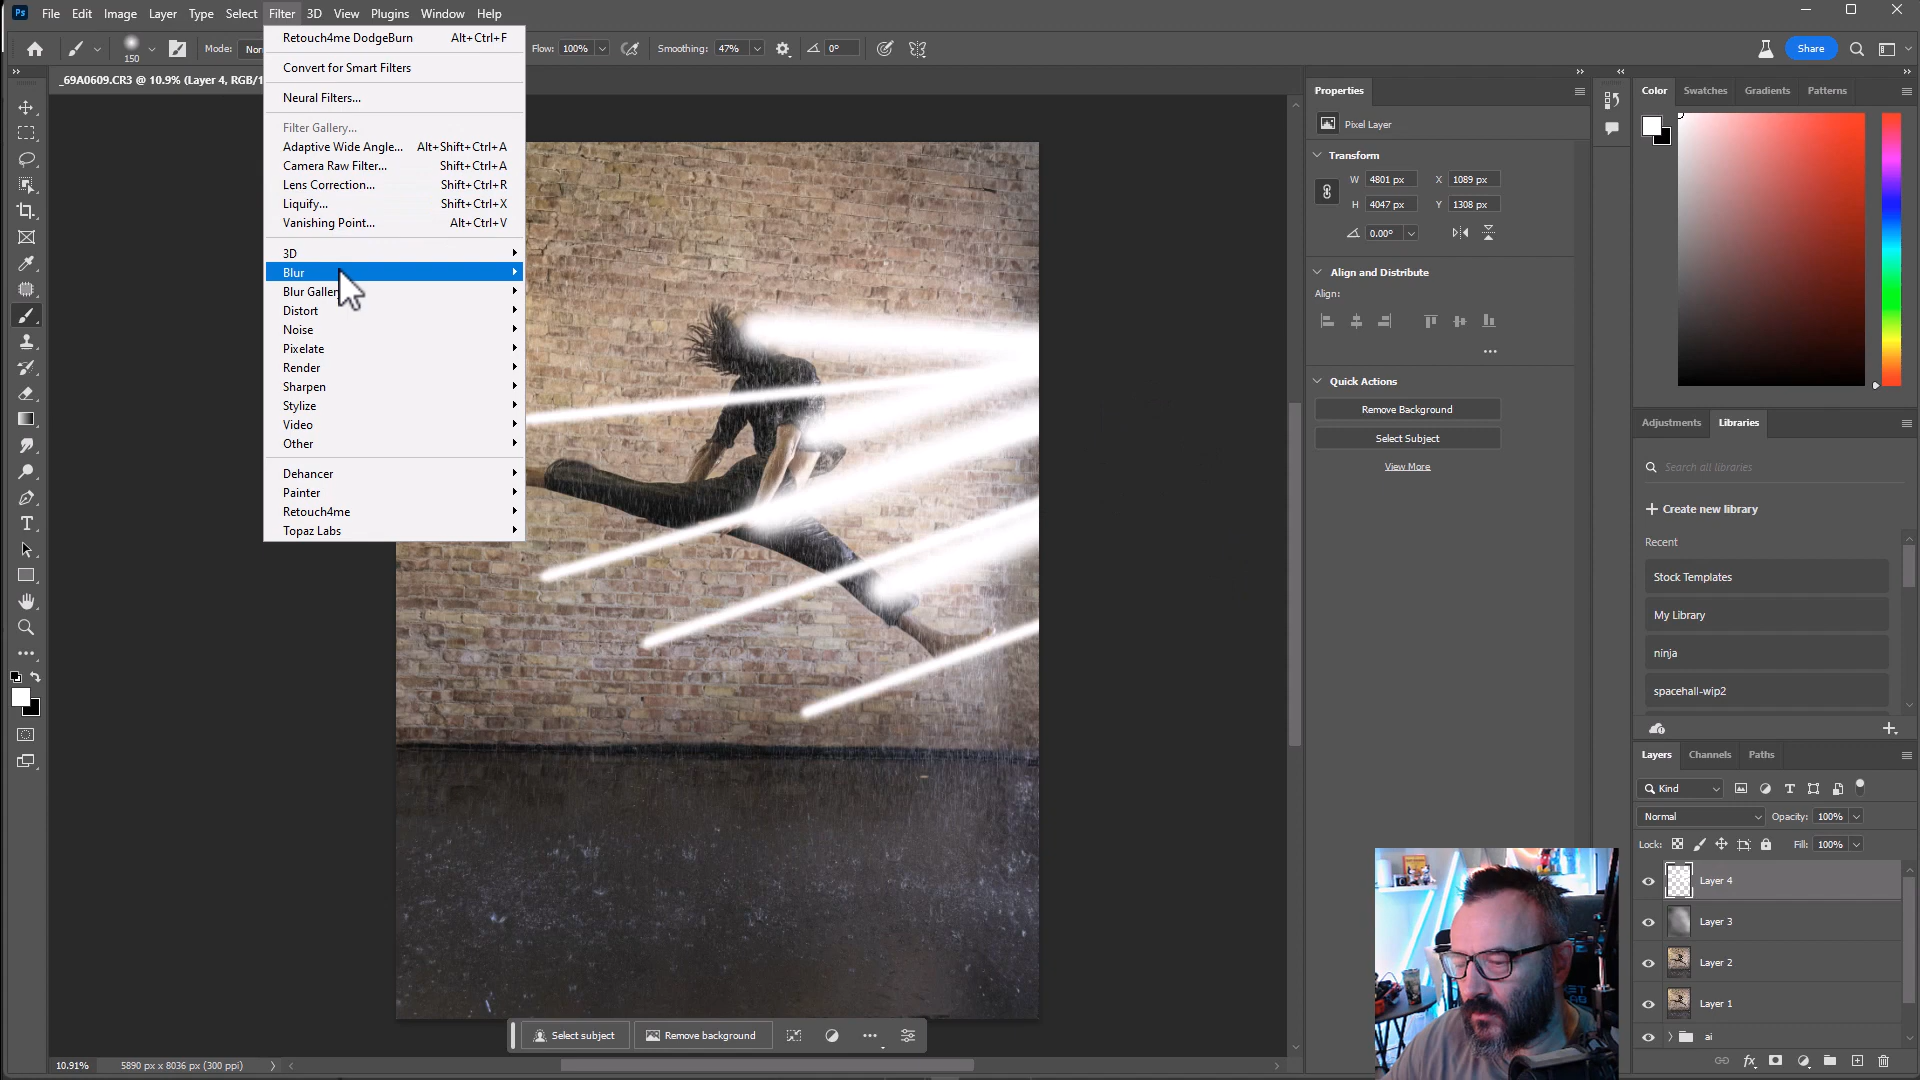 Ps File Edit Image Layer Type Select Filter 3D View Plugins Window Help
150 Mode: Flow: 100% Smoothing: 47% 0° Share
_69A0609.CR3 @ 10.9% (Layer 4, RGB/1
Retouch4me DodgeBurn Alt+Ctrl+F
Convert for Smart Filters
Neural Filters...
Filter Gallery...
Adaptive Wide Angle... Alt+Shift+Ctrl+A
Camera Raw Filter... Shift+Ctrl+A
Lens Correction... Shift+Ctrl+R
Liquify... Shift+Ctrl+X
Vanishing Point... Alt+Ctrl+V
3D
Blur
Blur Galler
Distort
Noise
Pixelate
Render
Sharpen
Stylize
Video
Other
Dehancer
Painter
Retouch4me
Topaz Labs
Select subject Remove background
10.91% 5890 px x 8036 px (300 ppi)
Properties
Pixel Layer
Transform
W 4801 px X 1089 px
H 4047 px Y 1308 px
0.00°
Align and Distribute
Align:
Quick Actions
Remove Background
Select Subject
View More
Color Swatches Gradients Patterns
Adjustments Libraries
Search all libraries
Create new library
Recent
Stock Templates
My Library
ninja
spacehall-wip2
Layers Channels Paths
Kind
Normal Opacity: 100%
Lock: Fill: 100%
Layer 4
Layer 3
Layer 2
Layer 1
ai
fx